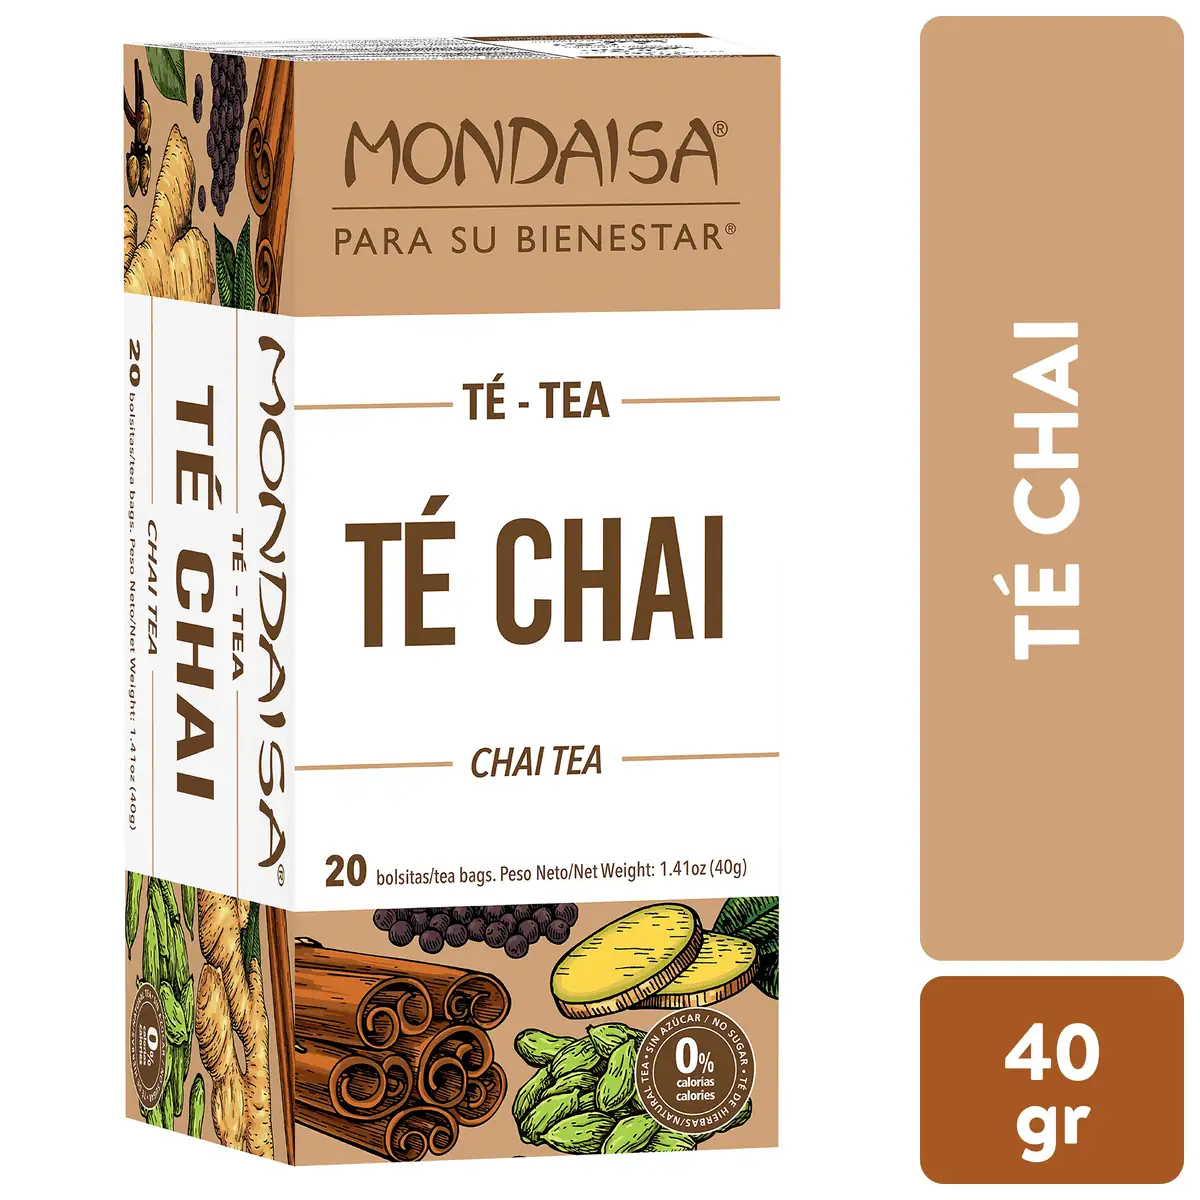 MONDAISA®
PARA SU BIENESTAR®
TÉ - TEA
TÉ CHAI
CHAI TEA
20 bolsitas/tea bags. Peso Neto/Net Weight: 1.41oz (40g)
SIN AZÚCAR / NO SUGAR • TÉ DE HIERBAS/NATURAL TEA •
0%
calorías
calories
MONDAISA®
TÉ - TEA
TÉ CHAI
CHAI TEA
20 bolsitas/tea bags. Peso Neto/Net Weight: 1.41oz (40g)
0%
TÉ CHAI
40
gr